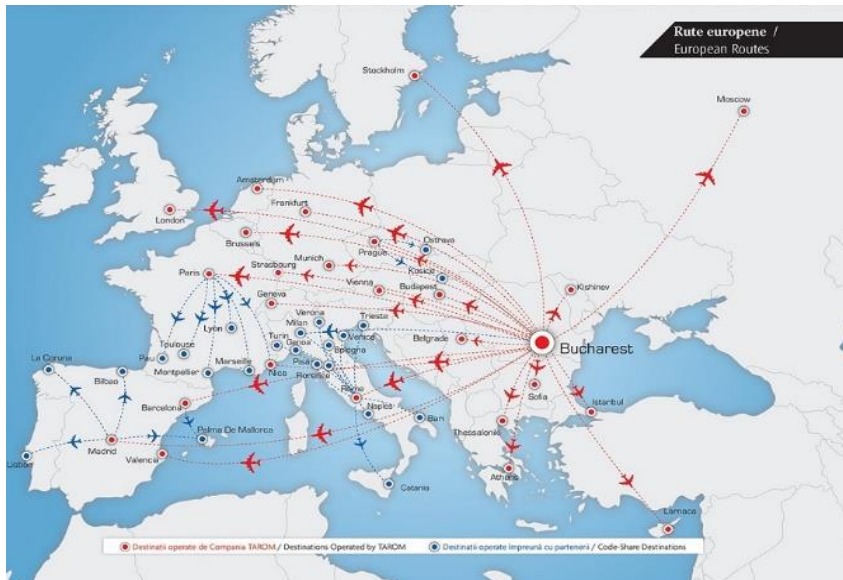 Rute europene /
European Routes
Stockholm
Moscow
Amsterdam
London
Frankfurt
Brussels
Prague
Ostrava
Kosice
Paris
Strasbourg
Munich
Vienna
Budapest
Kishinev
Geneva
Verona
Milan
Trieste
Lyon
Turin
Venice
Genoa
Bologna
Belgrade
Bucharest
Toulouse
Pau
Montpellier
Marseille
Nice
Pisa
Florence
La Coruna
Bilbao
Barcelona
Rome
Naples
Bari
Sofia
Istanbul
Thessaloniki
Palma De Mallorca
Madrid
Valencia
Lisbon
Athens
Catania
Larnaca
Destinatii operate de Compania TAROM / Destinations Operated by TAROM
Destinatii operate împreună cu partenerii / Code-Share Destinations